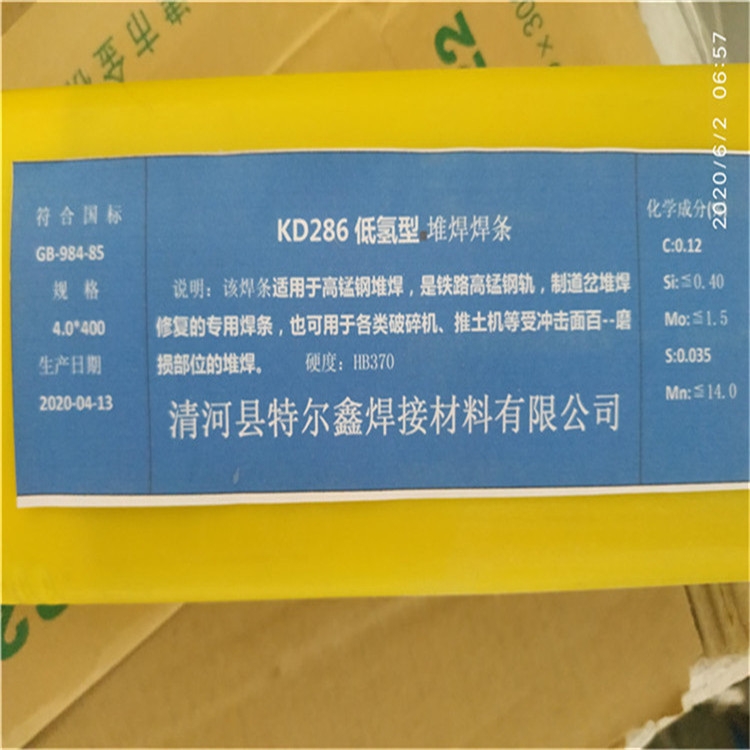 津市金
2020/6/2 06:57
符合国标
GB-984-85
规 格
4.0*400
生产日期
2020-04-13
KD286 低氢型 堆焊焊条
说明：该焊条适用于高锰钢堆焊，是铁路高锰钢轨，制道岔堆焊
修复的专用焊条，也可用于各类破碎机、推土机等受冲击面百--磨
损部位的堆焊。 硬度：HB370
清河县特尔鑫焊接材料有限公司
化学成分(
C:0.12
Si:≦0.40
Mo:≦1.5
S:0.035
Mn:≦14.0